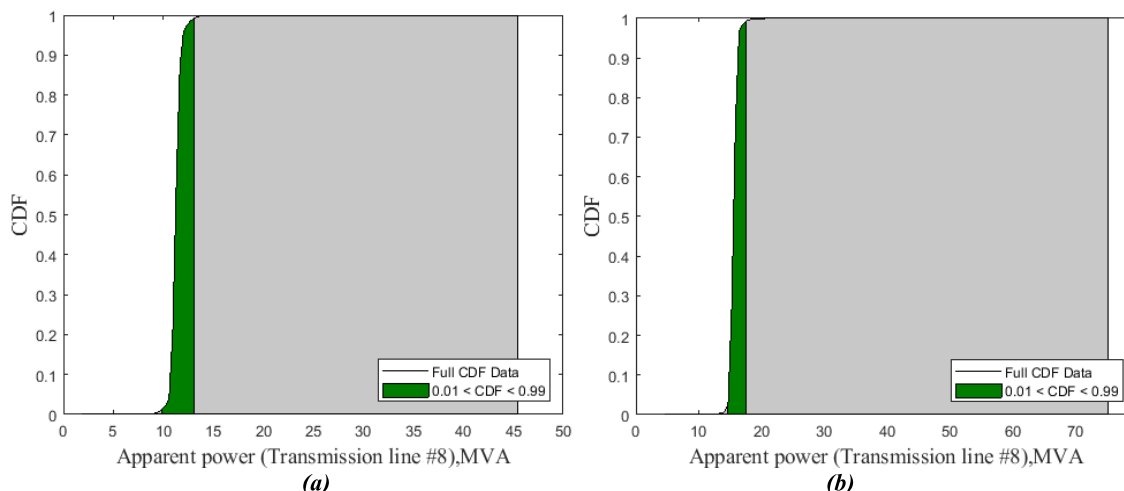 1
0.9
0.8
0.7
0.6
0.5
0.4
0.3
0.2
0.1
0
CDF
0 5 10 15 20 25 30 35 40 45 50
Full CDF Data
0.01 < CDF < 0.99
Apparent power (Transmission line #8),MVA
(a)
1
0.9
0.8
0.7
0.6
0.5
0.4
0.3
0.2
0.1
0
CDF
0 10 20 30 40 50 60 70
Full CDF Data
0.01 < CDF < 0.99
Apparent power (Transmission line #8),MVA
(b)